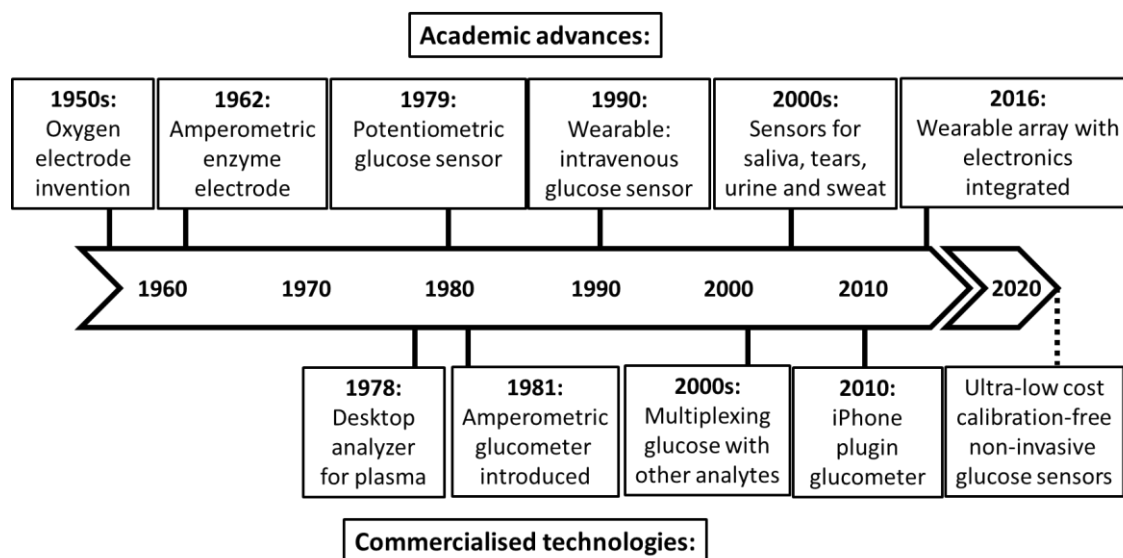 Academic advances:
1950s:
Oxygen
electrode
invention
1962:
Amperometric
enzyme
electrode
1979:
Potentiometric
glucose sensor
1990:
Wearable:
intravenous
glucose sensor
2000s:
Sensors for
saliva, tears,
urine and sweat
2016:
Wearable array with
electronics
integrated
1960 1970 1980 1990 2000 2010 2020
1978:
Desktop
analyzer
for plasma
1981:
Amperometric
glucometer
introduced
2000s:
Multiplexing
glucose with
other analytes
2010:
iPhone
plugin
glucometer
Ultra-low cost
calibration-free
non-invasive
glucose sensors
Commercialised technologies: